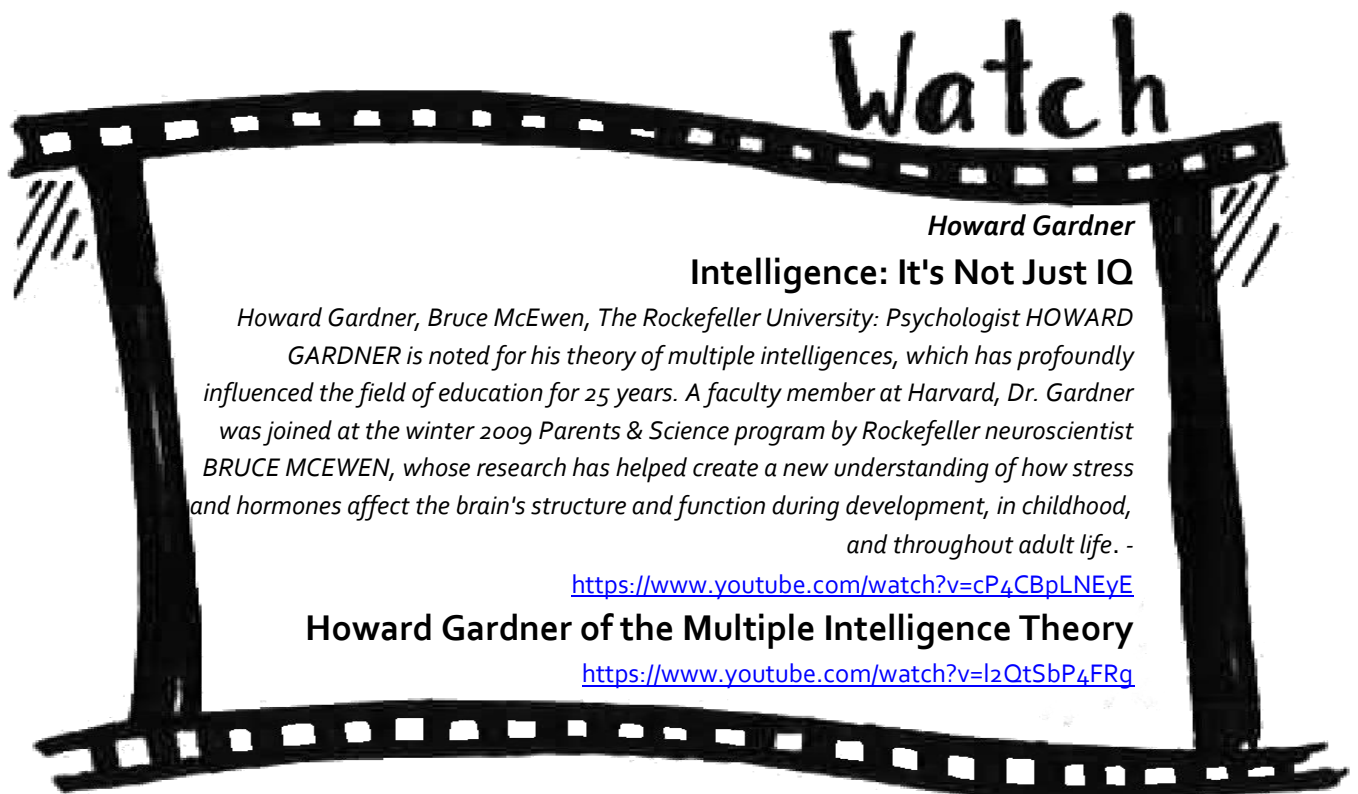 Watch
Howard Gardner
Intelligence: It's Not Just IQ
Howard Gardner, Bruce McEwen, The Rockefeller University: Psychologist HOWARD
GARDNER is noted for his theory of multiple intelligences, which has profoundly
influenced the field of education for 25 years. A faculty member at Harvard, Dr. Gardner
was joined at the winter 2009 Parents & Science program by Rockefeller neuroscientist
BRUCE MCEWEN, whose research has helped create a new understanding of how stress
and hormones affect the brain's structure and function during development, in childhood,
and throughout adult life. -
https://www.youtube.com/watch?v=cP4CBpLNEyE
Howard Gardner of the Multiple Intelligence Theory
https://www.youtube.com/watch?v=l2QtSbP4FRg